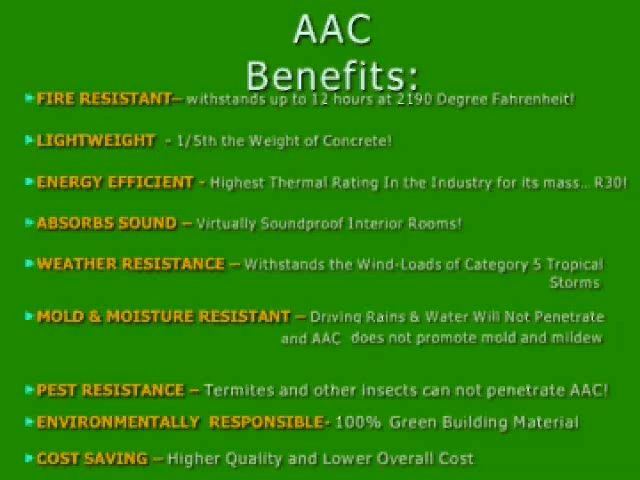 AAC
Benefits:
FIRE RESISTANT– withstands up to 12 hours at 2190 Degree Fahrenheit!
LIGHTWEIGHT - 1/5th the Weight of Concrete!
ENERGY EFFICIENT - Highest Thermal Rating In the Industry for its mass… R30!
ABSORBS SOUND – Virtually Soundproof Interior Rooms!
WEATHER RESISTANCE – Withstands the Wind-Loads of Category 5 Tropical
Storms
MOLD & MOISTURE RESISTANT – Driving Rains & Water Will Not Penetrate
and AAC does not promote mold and mildew
PEST RESISTANCE – Termites and other insects can not penetrate AAC!
ENVIRONMENTALLY RESPONSIBLE- 100% Green Building Material
COST SAVING – Higher Quality and Lower Overall Cost